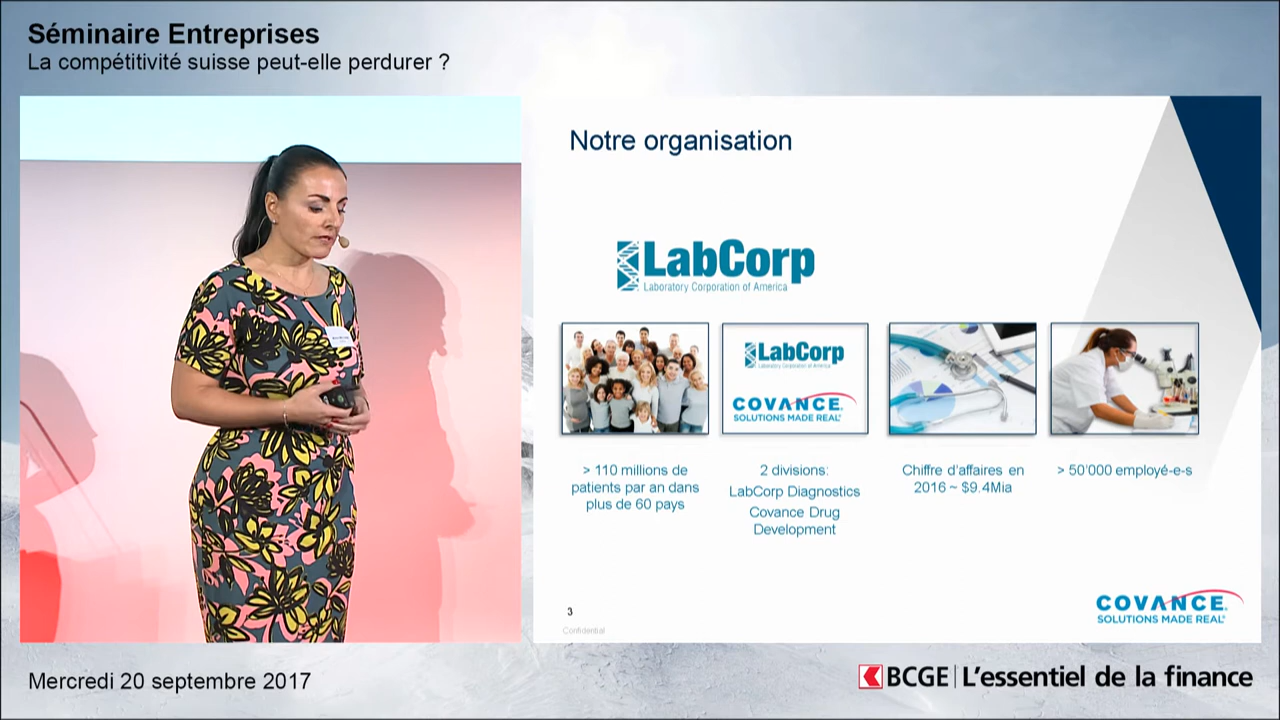 Séminaire Entreprises
La compétitivité suisse peut-elle perdurer ?
Notre organisation
LabCorp
Laboratory Corporation of America
LabCorp
Laboratory Corporation of America
COVANCE.
SOLUTIONS MADE REAL®
> 110 millions de
patients par an dans
plus de 60 pays
2 divisions:
LabCorp Diagnostics
Covance Drug
Development
Chiffre d'affaires en
2016 ~ $9.4Mia
> 50'000 employé-e-s
3
Confidential
COVANCE.
SOLUTIONS MADE REAL®
Mercredi 20 septembre 2017
BCGE | L'essentiel de la finance